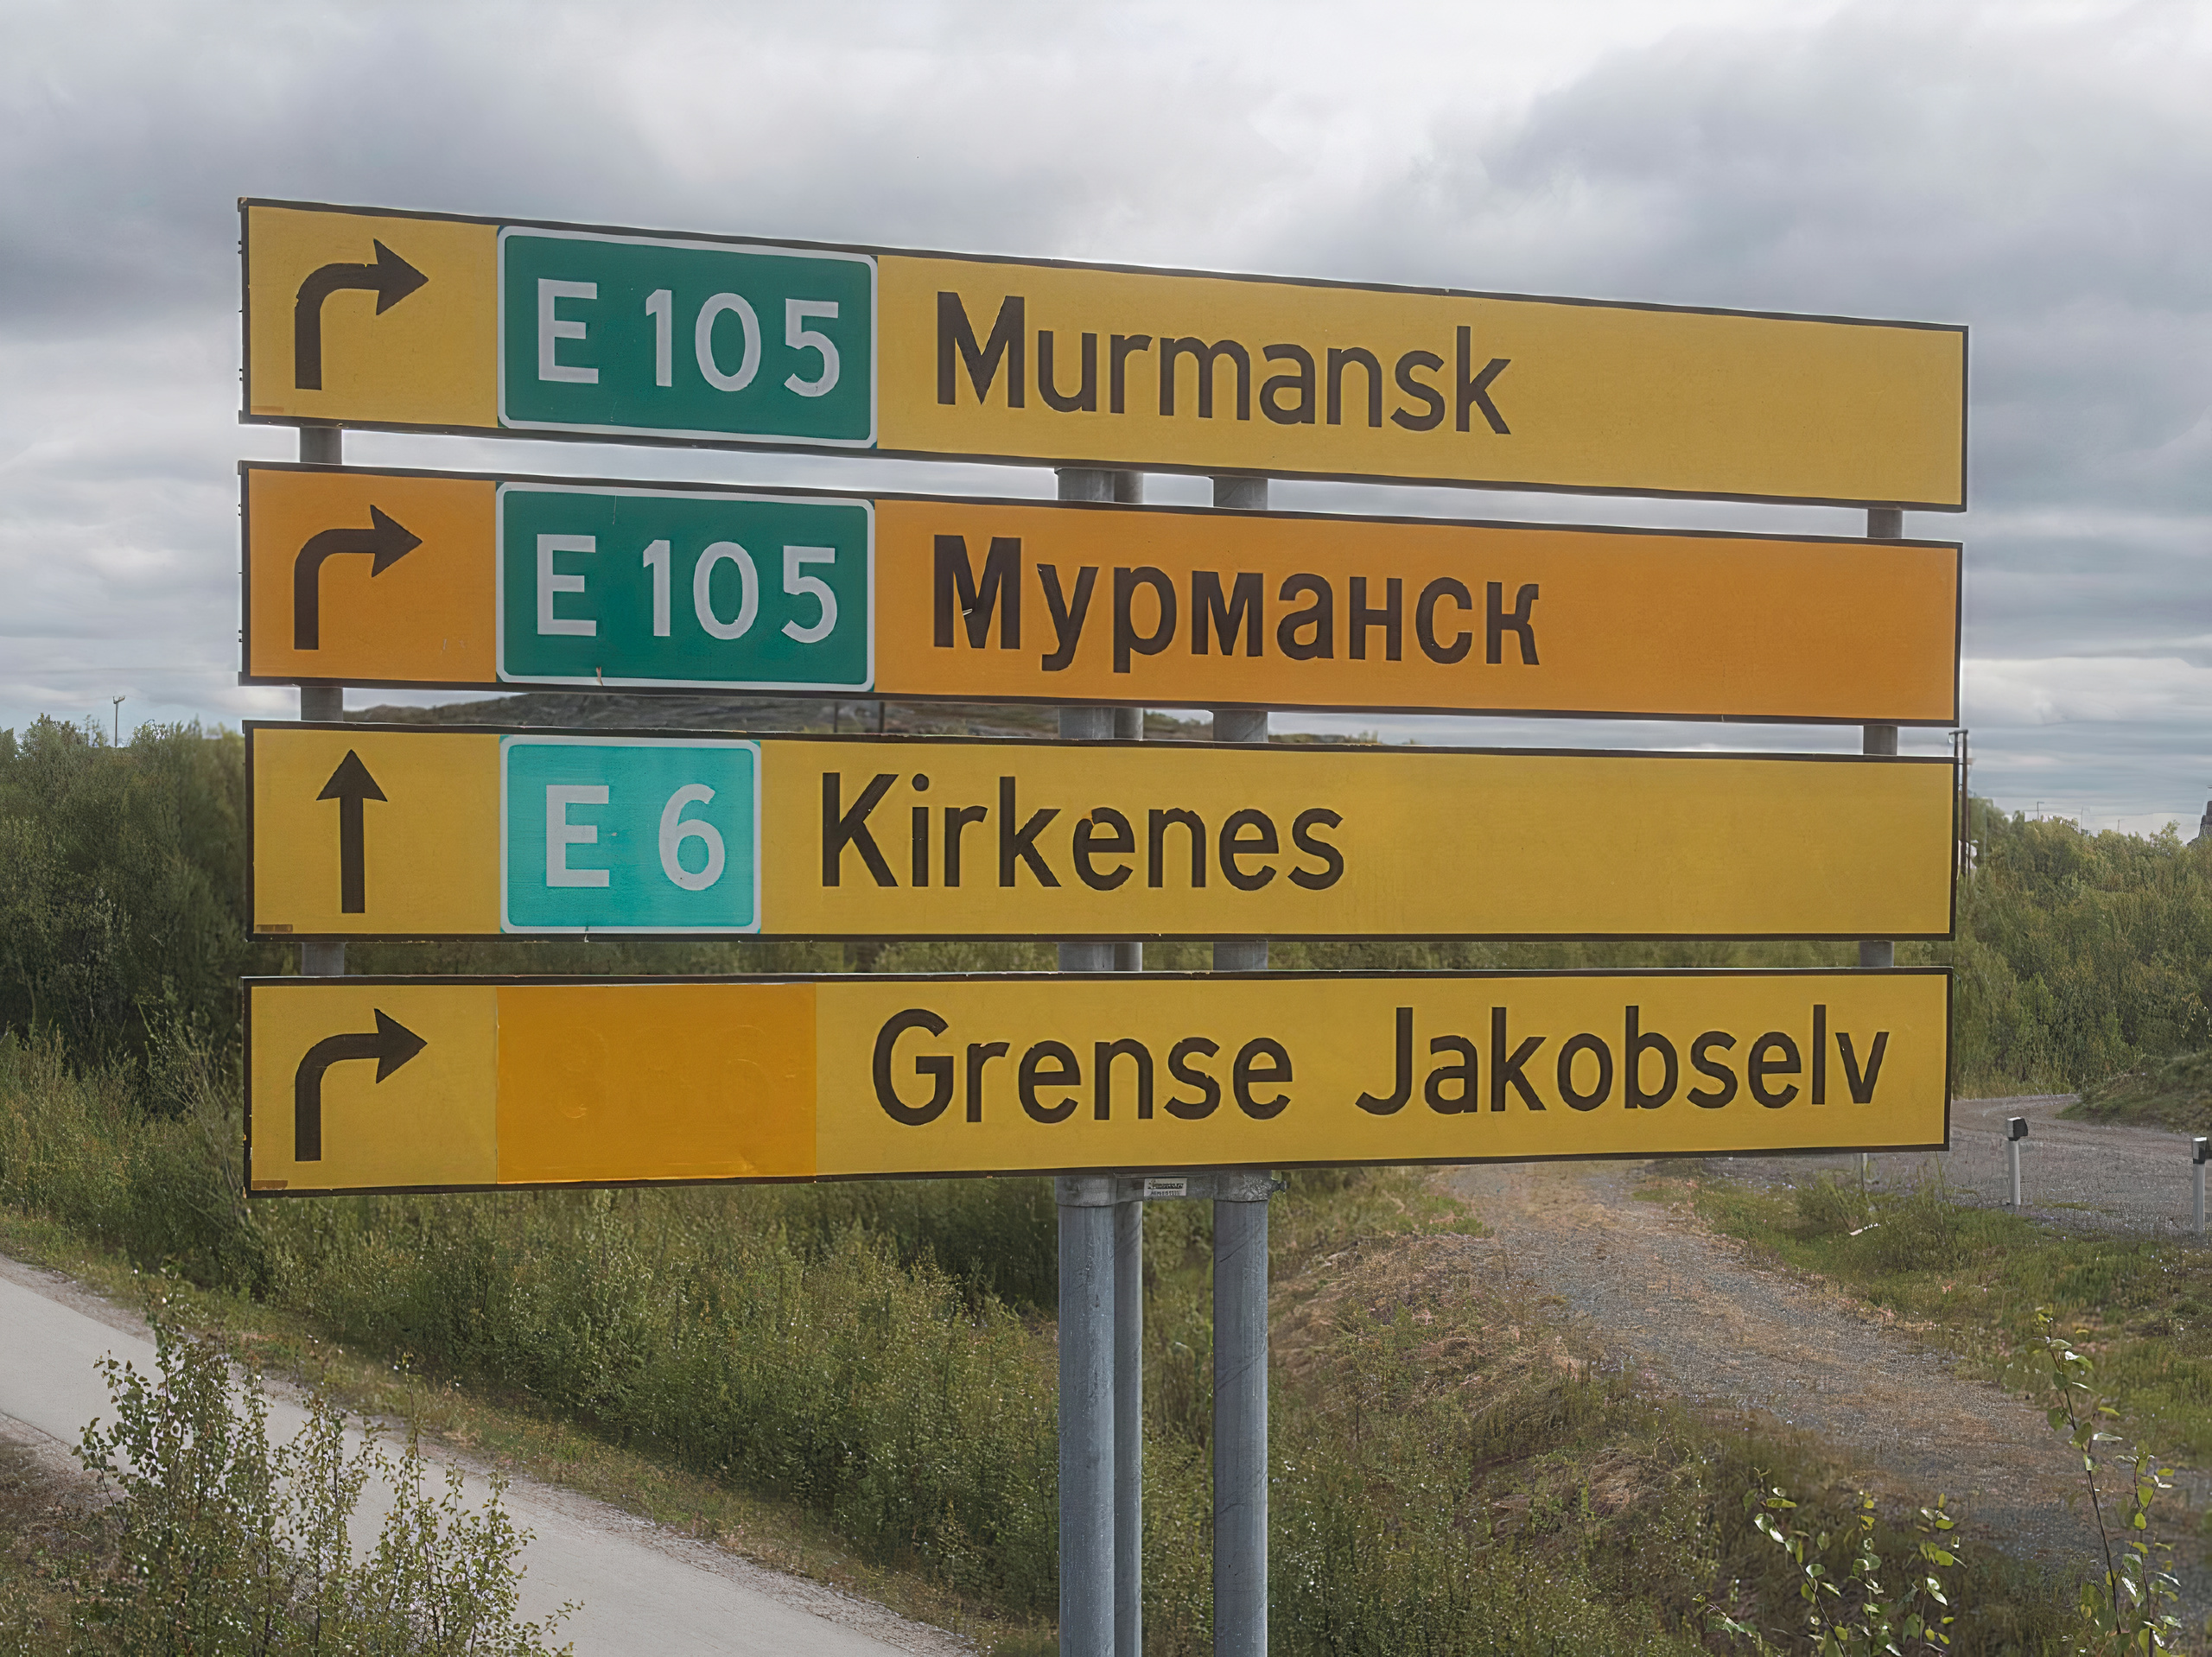 E 105 Murmansk
E 105 Мурманск
E 6 Kirkenes
Grense Jakobselv